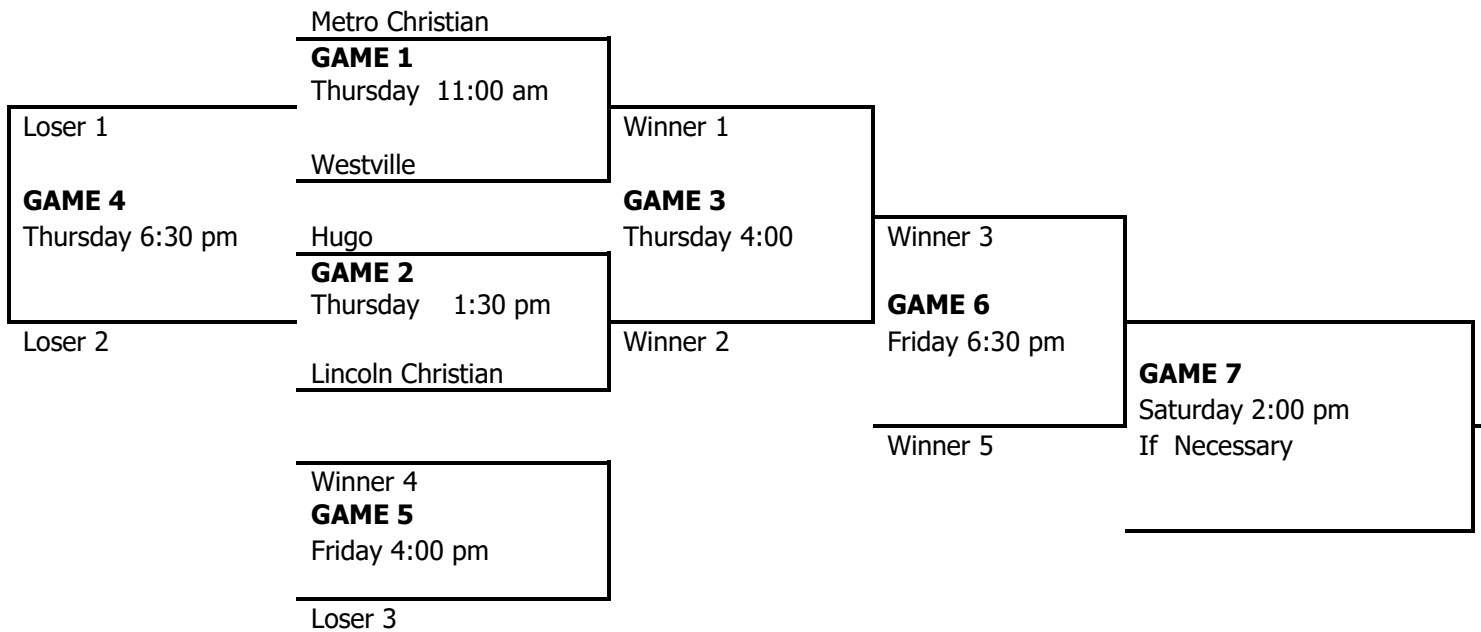 Metro Christian
GAME 1
Thursday 11:00 am
Loser 1
Winner 1
Westville
GAME 4
GAME 3
Thursday 6:30 pm
Hugo
Thursday 4:00
Winner 3
GAME 2
Thursday 1:30 pm
GAME 6
Loser 2
Winner 2
Friday 6:30 pm
Lincoln Christian
GAME 7
Saturday 2:00 pm
Winner 5
If Necessary
Winner 4
GAME 5
Friday 4:00 pm
Loser 3